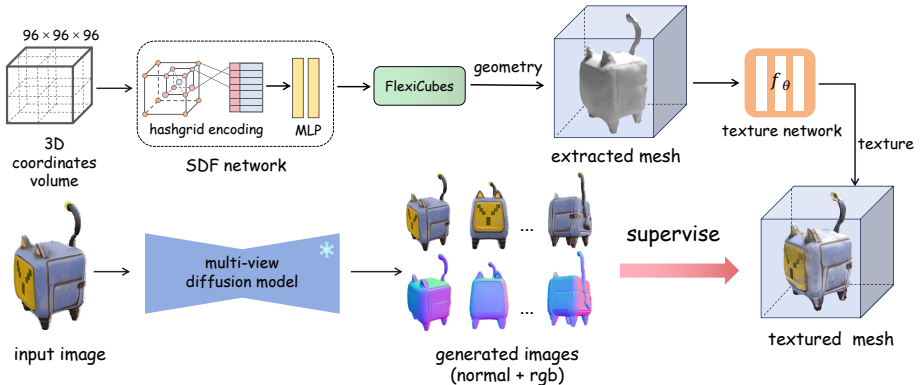 96 × 96 × 96
3D
coordinates
volume
hashgrid encoding
MLP
SDF network
FlexiCubes
geometry
extracted mesh
f θ
texture network
texture
input image
multi-view
diffusion model
...
...
generated images
(normal + rgb)
supervise
textured mesh